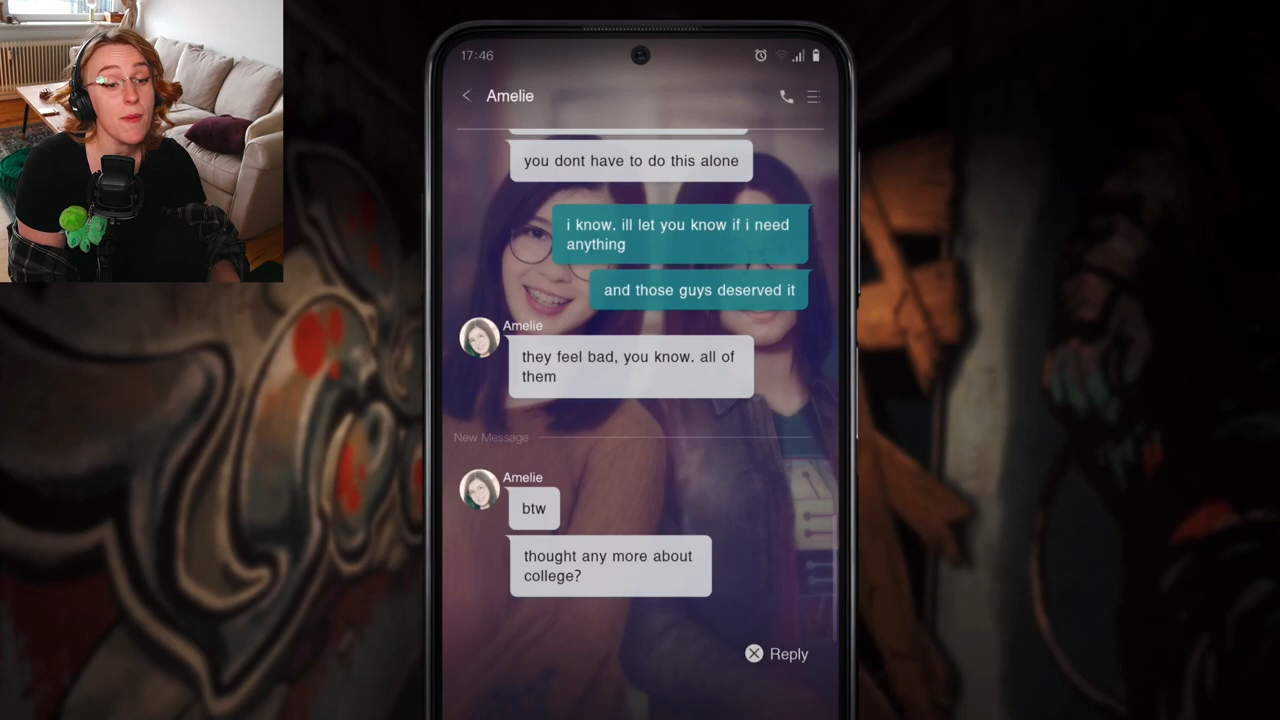 17:46
Amelie
you dont have to do this alone
i know. ill let you know if i need
anything
and those guys deserved it
Amelie
they feel bad, you know. all of
them
New Message
Amelie
btw
thought any more about
college?
Reply